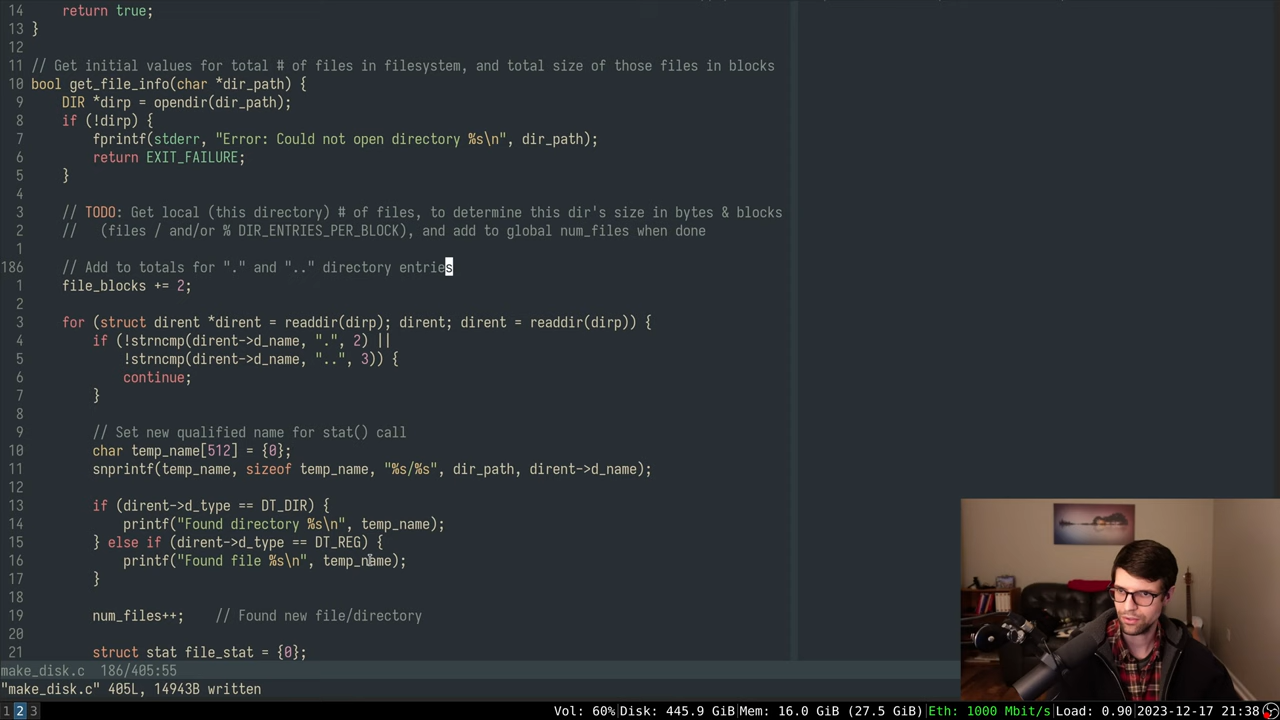 14     return true;
13 }
12
11 // Get initial values for total # of files in filesystem, and total size of those files in blocks
10 bool get_file_info(char *dir_path) {
9     DIR *dirp = opendir(dir_path);
8     if (!dirp) {
7         fprintf(stderr, "Error: Could not open directory %s\n", dir_path);
6         return EXIT_FAILURE;
5     }
4
3     // TODO: Get local (this directory) # of files, to determine this dir's size in bytes & blocks
2     //   (files / and/or % DIR_ENTRIES_PER_BLOCK), and add to global num_files when done
1
186     // Add to totals for "." and ".." directory entries
1     file_blocks += 2;
2
3     for (struct dirent *dirent = readdir(dirp); dirent; dirent = readdir(dirp)) {
4         if (!strncmp(dirent->d_name, ".", 2) ||
5             !strncmp(dirent->d_name, "..", 3)) {
6             continue;
7         }
8
9         // Set new qualified name for stat() call
10         char temp_name[512] = {0};
11         snprintf(temp_name, sizeof temp_name, "%s/%s", dir_path, dirent->d_name);
12
13         if (dirent->d_type == DT_DIR) {
14             printf("Found directory %s\n", temp_name);
15         } else if (dirent->d_type == DT_REG) {
16             printf("Found file %s\n", temp_name);
17         }
18
19         num_files++;    // Found new file/directory
20
21         struct stat file_stat = {0};
make_disk.c  186/405:55
"make_disk.c" 405L, 14943B written
1 2 3 Vol: 60%|Disk: 445.9 GiB|Mem: 16.0 GiB (27.5 GiB)|Eth: 1000 Mbit/s|Load: 0.90|2023-12-17 21:38